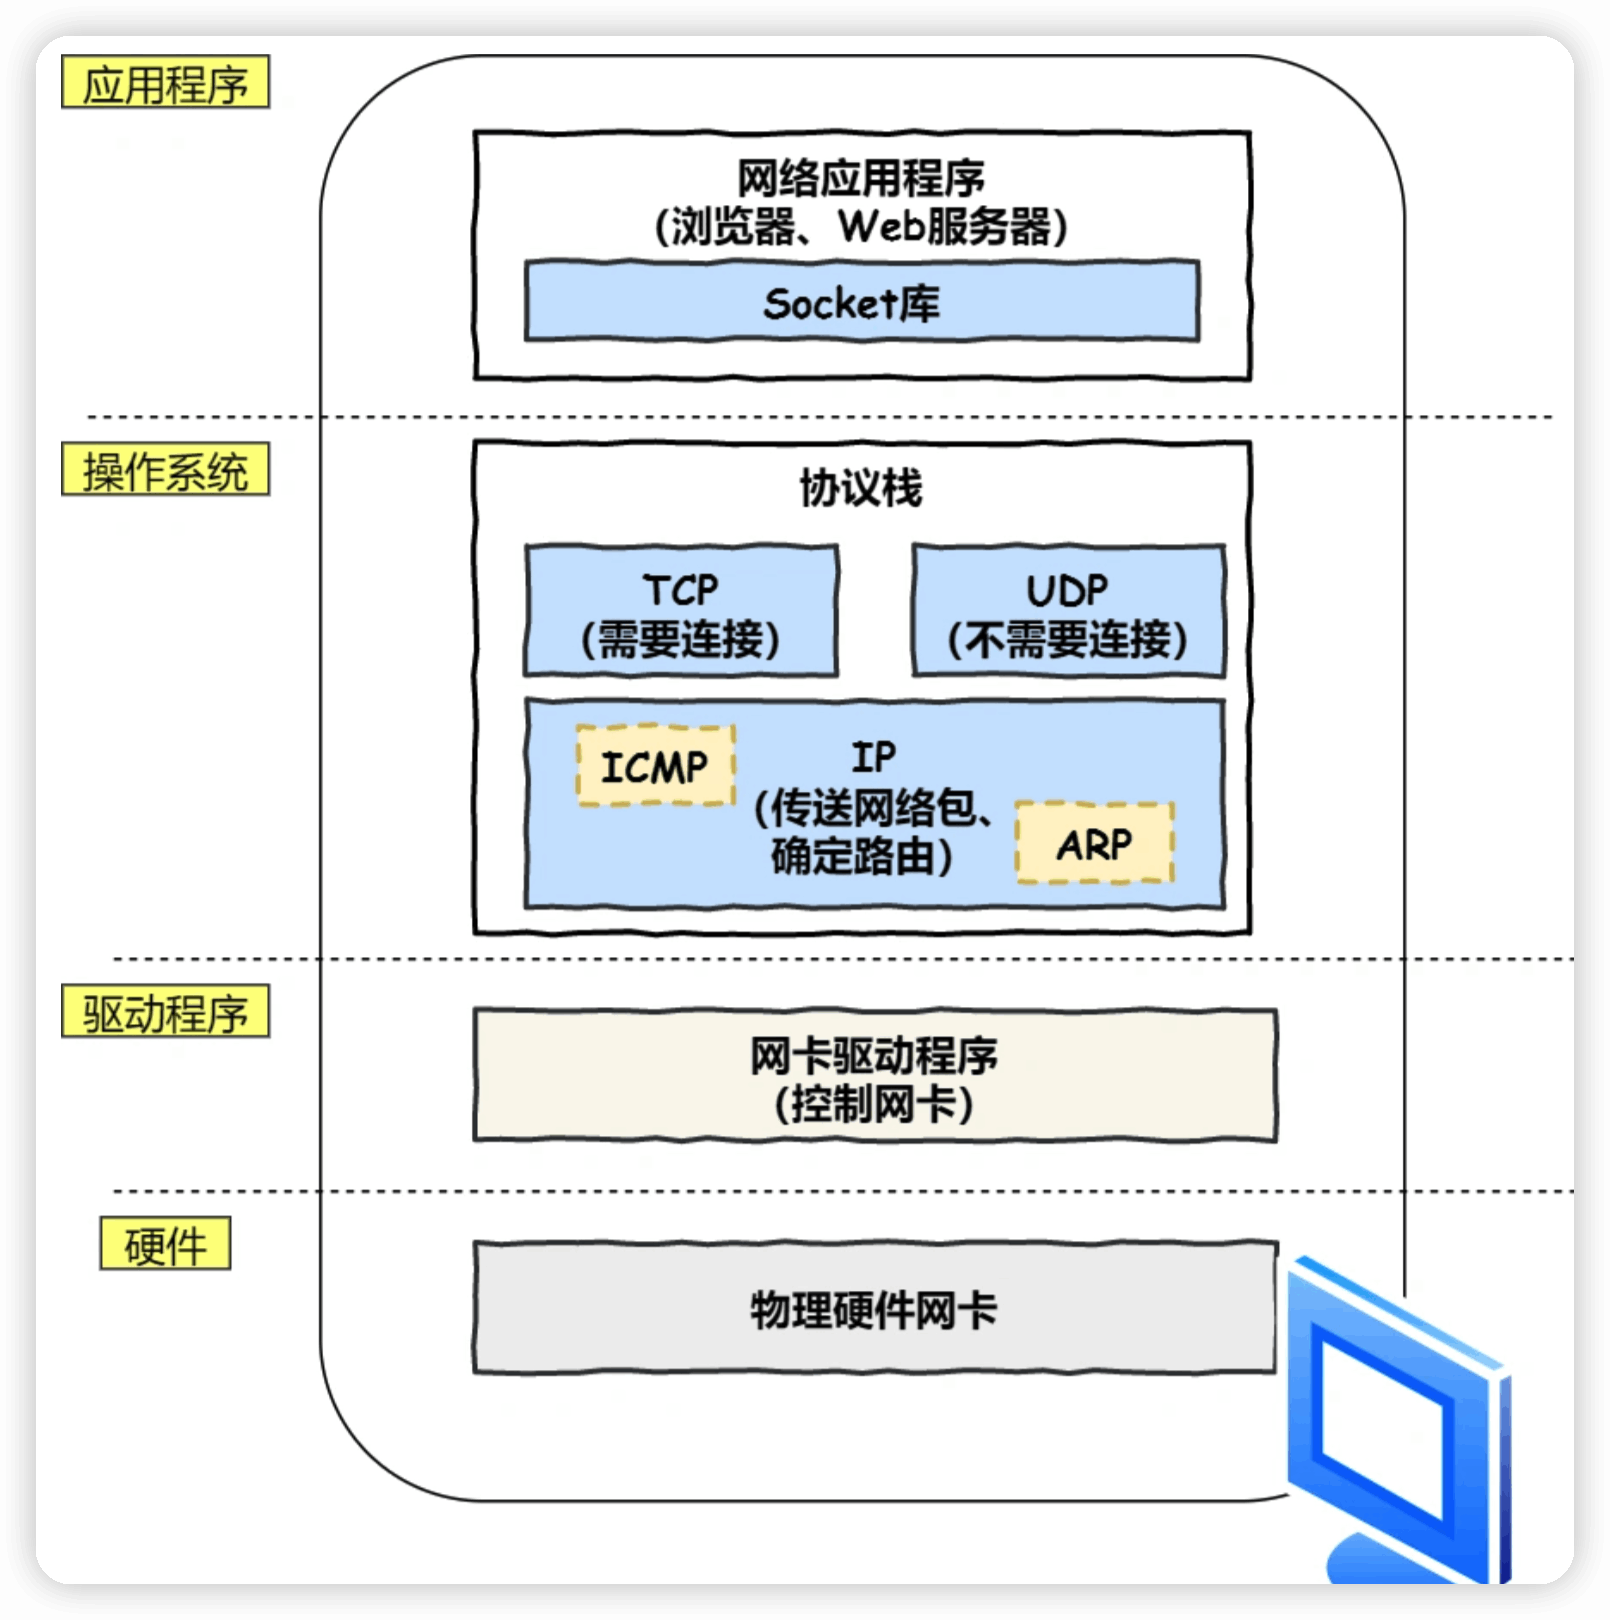 应用程序
网络应用程序
（浏览器、Web服务器）
Socket库
操作系统
协议栈
TCP
（需要连接）
UDP
（不需要连接）
ICMP
IP
（传送网络包、
确定路由）
ARP
驱动程序
网卡驱动程序
（控制网卡）
硬件
物理硬件网卡